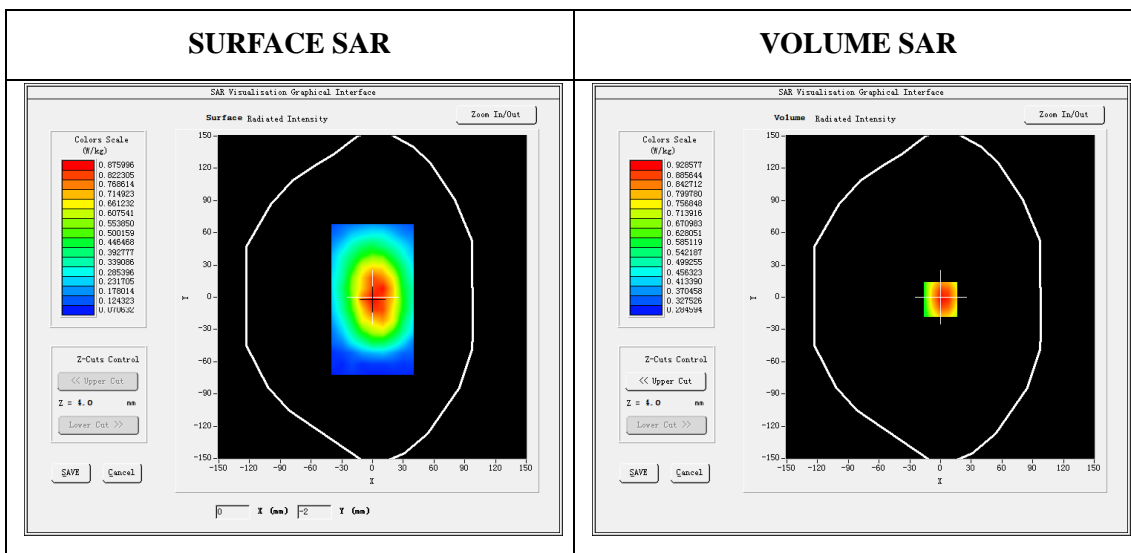 SURFACE SAR
VOLUME SAR
SAR Visualisation Graphical Interface
Surface Radiated Intensity
Zoom In/Out
Colors Scale
(W/kg)
0.875996
0.822305
0.768614
0.714923
0.661232
0.607541
0.553850
0.500159
0.446468
0.392777
0.339086
0.285396
0.231705
0.178014
0.124323
0.070632
150
120
90
60
30
0
-30
-60
-90
-120
-150
Y
-150 -120 -90 -60 -30 0 30 60 90 120 150
X
Z-Cuts Control
<< Upper Cut
Z = 4.0 mm
Lower Cut >>
SAVE Cancel
0 X (mm) -2 Y (mm)
SAR Visualisation Graphical Interface
Volume Radiated Intensity
Zoom In/Out
Colors Scale
(W/kg)
0.928577
0.885644
0.842712
0.799780
0.756848
0.713916
0.670983
0.628051
0.585119
0.542187
0.499255
0.456323
0.413390
0.370458
0.327526
0.284594
150
120
90
60
30
0
-30
-60
-90
-120
-150
Y
-150 -120 -90 -60 -30 0 30 60 90 120 150
X
Z-Cuts Control
<< Upper Cut
Z = 4.0 mm
Lower Cut >>
SAVE Cancel